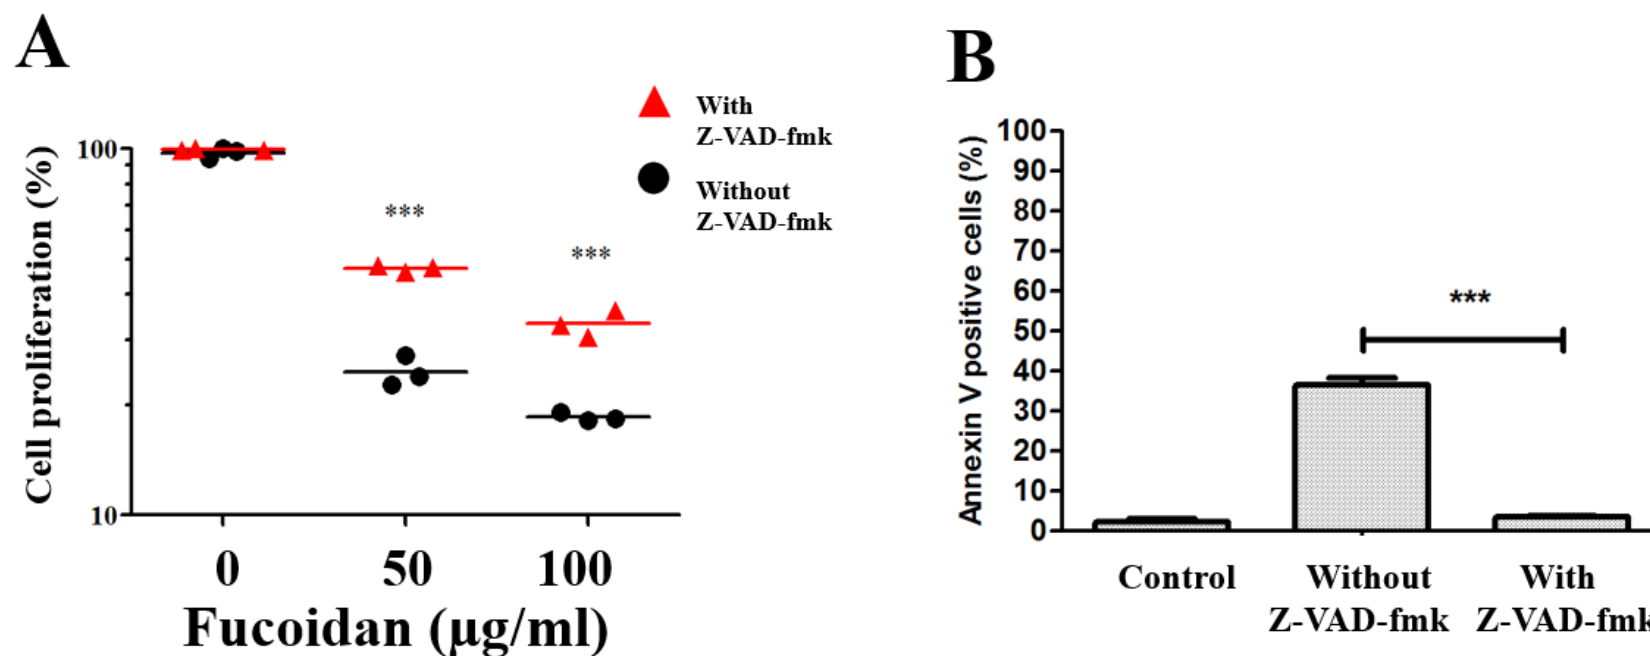 A
Cell proliferation (%)
100
10
***
***
0
50
100
Fucoidan (µg/ml)
With
Z-VAD-fmk
Without
Z-VAD-fmk
B
Annexin V positive cells (%)
100
90
80
70
60
50
40
30
20
10
0
***
Control
Without
Z-VAD-fmk
With
Z-VAD-fmk